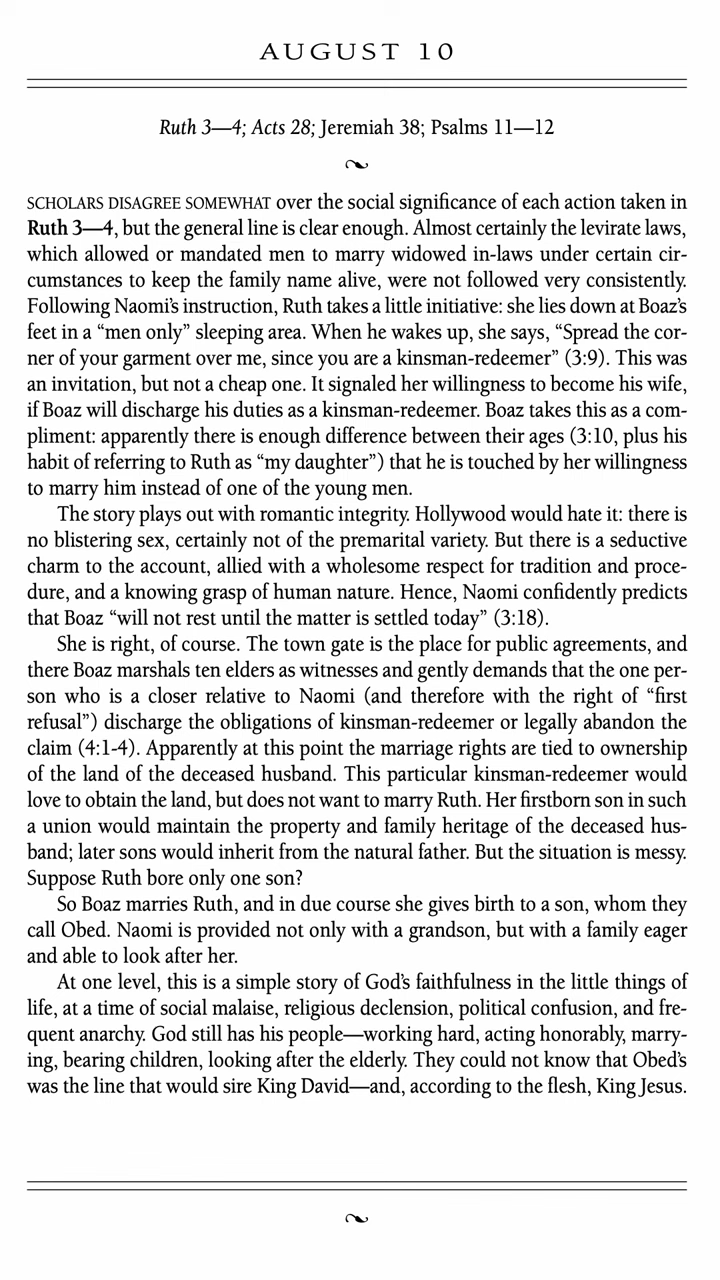 AUGUST 10
Ruth 3—4; Acts 28; Jeremiah 38; Psalms 11—12
SCHOLARS DISAGREE SOMEWHAT over the social significance of each action taken in
Ruth 3—4, but the general line is clear enough. Almost certainly the levirate laws,
which allowed or mandated men to marry widowed in-laws under certain cir-
cumstances to keep the family name alive, were not followed very consistently.
Following Naomi’s instruction, Ruth takes a little initiative: she lies down at Boaz’s
feet in a “men only” sleeping area. When he wakes up, she says, “Spread the cor-
ner of your garment over me, since you are a kinsman-redeemer” (3:9). This was
an invitation, but not a cheap one. It signaled her willingness to become his wife,
if Boaz will discharge his duties as a kinsman-redeemer. Boaz takes this as a com-
pliment: apparently there is enough difference between their ages (3:10, plus his
habit of referring to Ruth as “my daughter”) that he is touched by her willingness
to marry him instead of one of the young men.
The story plays out with romantic integrity. Hollywood would hate it: there is
no blistering sex, certainly not of the premarital variety. But there is a seductive
charm to the account, allied with a wholesome respect for tradition and proce-
dure, and a knowing grasp of human nature. Hence, Naomi confidently predicts
that Boaz “will not rest until the matter is settled today” (3:18).
She is right, of course. The town gate is the place for public agreements, and
there Boaz marshals ten elders as witnesses and gently demands that the one per-
son who is a closer relative to Naomi (and therefore with the right of “first
refusal”) discharge the obligations of kinsman-redeemer or legally abandon the
claim (4:1-4). Apparently at this point the marriage rights are tied to ownership
of the land of the deceased husband. This particular kinsman-redeemer would
love to obtain the land, but does not want to marry Ruth. Her firstborn son in such
a union would maintain the property and family heritage of the deceased hus-
band; later sons would inherit from the natural father. But the situation is messy.
Suppose Ruth bore only one son?
So Boaz marries Ruth, and in due course she gives birth to a son, whom they
call Obed. Naomi is provided not only with a grandson, but with a family eager
and able to look after her.
At one level, this is a simple story of God’s faithfulness in the little things of
life, at a time of social malaise, religious declension, political confusion, and fre-
quent anarchy. God still has his people—working hard, acting honorably, marry-
ing, bearing children, looking after the elderly. They could not know that Obed’s
was the line that would sire King David—and, according to the flesh, King Jesus.